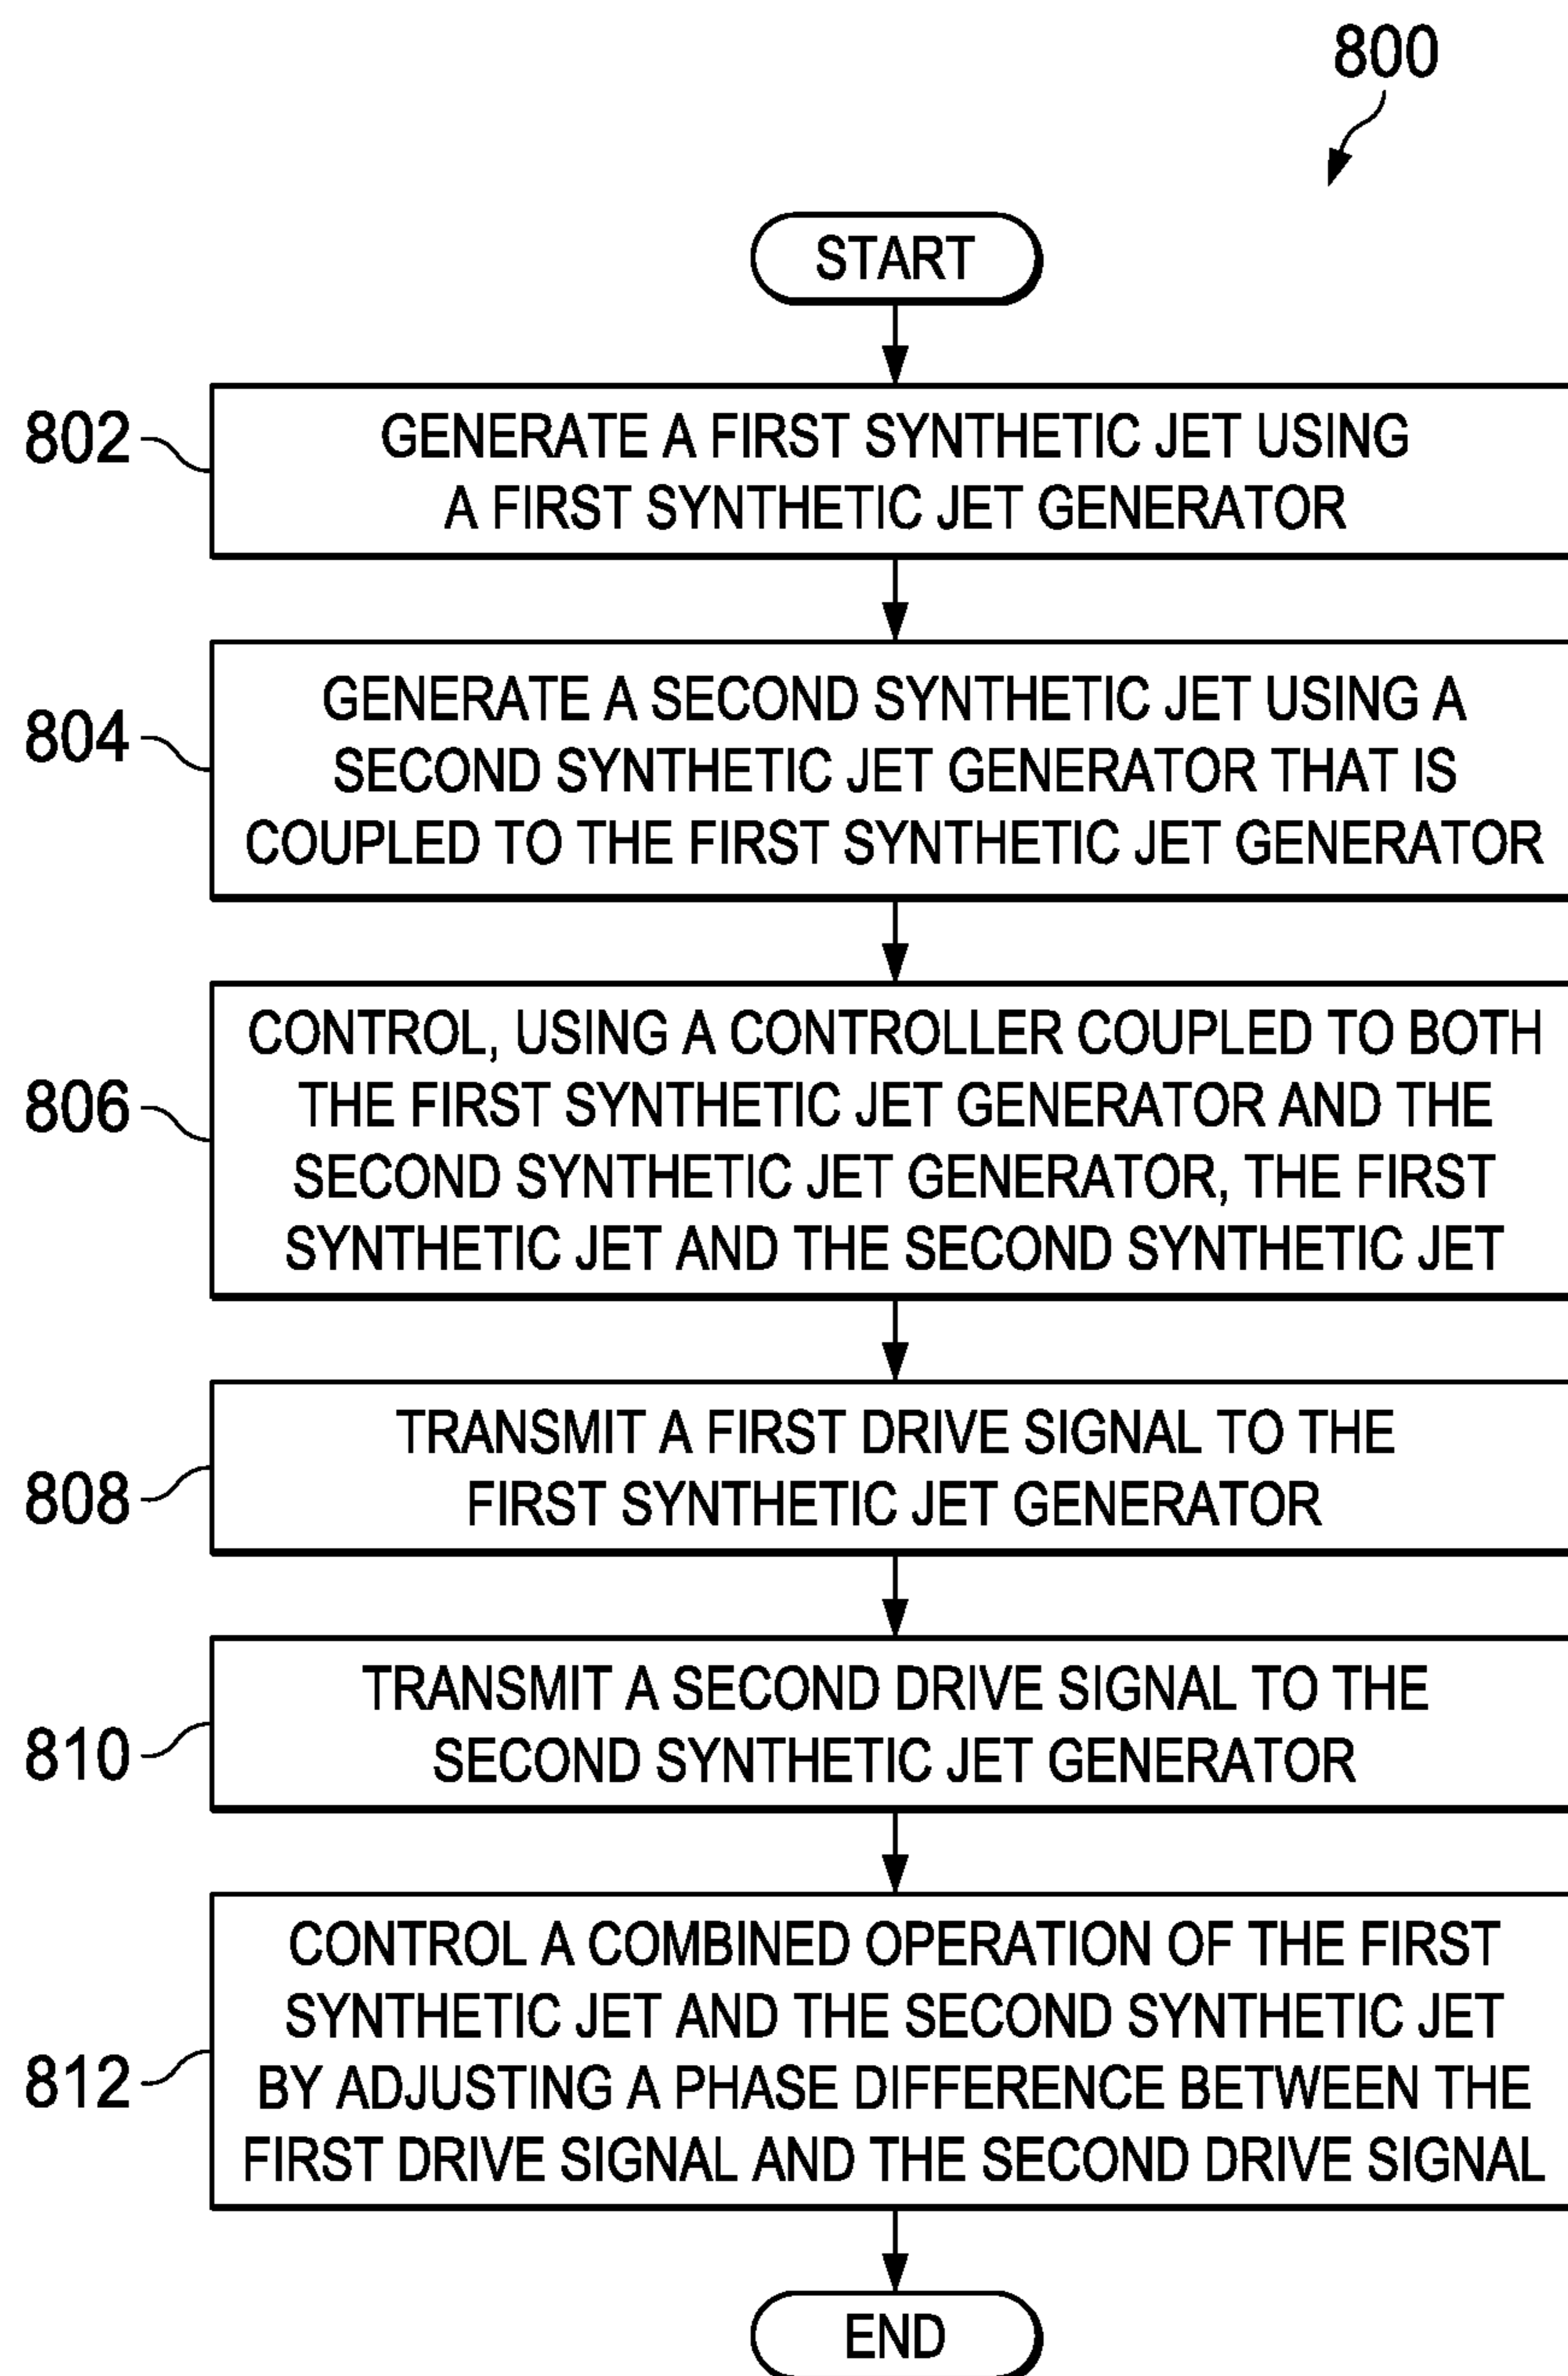 800
START
802
GENERATE A FIRST SYNTHETIC JET USING
A FIRST SYNTHETIC JET GENERATOR
804
GENERATE A SECOND SYNTHETIC JET USING A
SECOND SYNTHETIC JET GENERATOR THAT IS
COUPLED TO THE FIRST SYNTHETIC JET GENERATOR
806
CONTROL, USING A CONTROLLER COUPLED TO BOTH
THE FIRST SYNTHETIC JET GENERATOR AND THE
SECOND SYNTHETIC JET GENERATOR, THE FIRST
SYNTHETIC JET AND THE SECOND SYNTHETIC JET
808
TRANSMIT A FIRST DRIVE SIGNAL TO THE
FIRST SYNTHETIC JET GENERATOR
810
TRANSMIT A SECOND DRIVE SIGNAL TO THE
SECOND SYNTHETIC JET GENERATOR
812
CONTROL A COMBINED OPERATION OF THE FIRST
SYNTHETIC JET AND THE SECOND SYNTHETIC JET
BY ADJUSTING A PHASE DIFFERENCE BETWEEN THE
FIRST DRIVE SIGNAL AND THE SECOND DRIVE SIGNAL
END